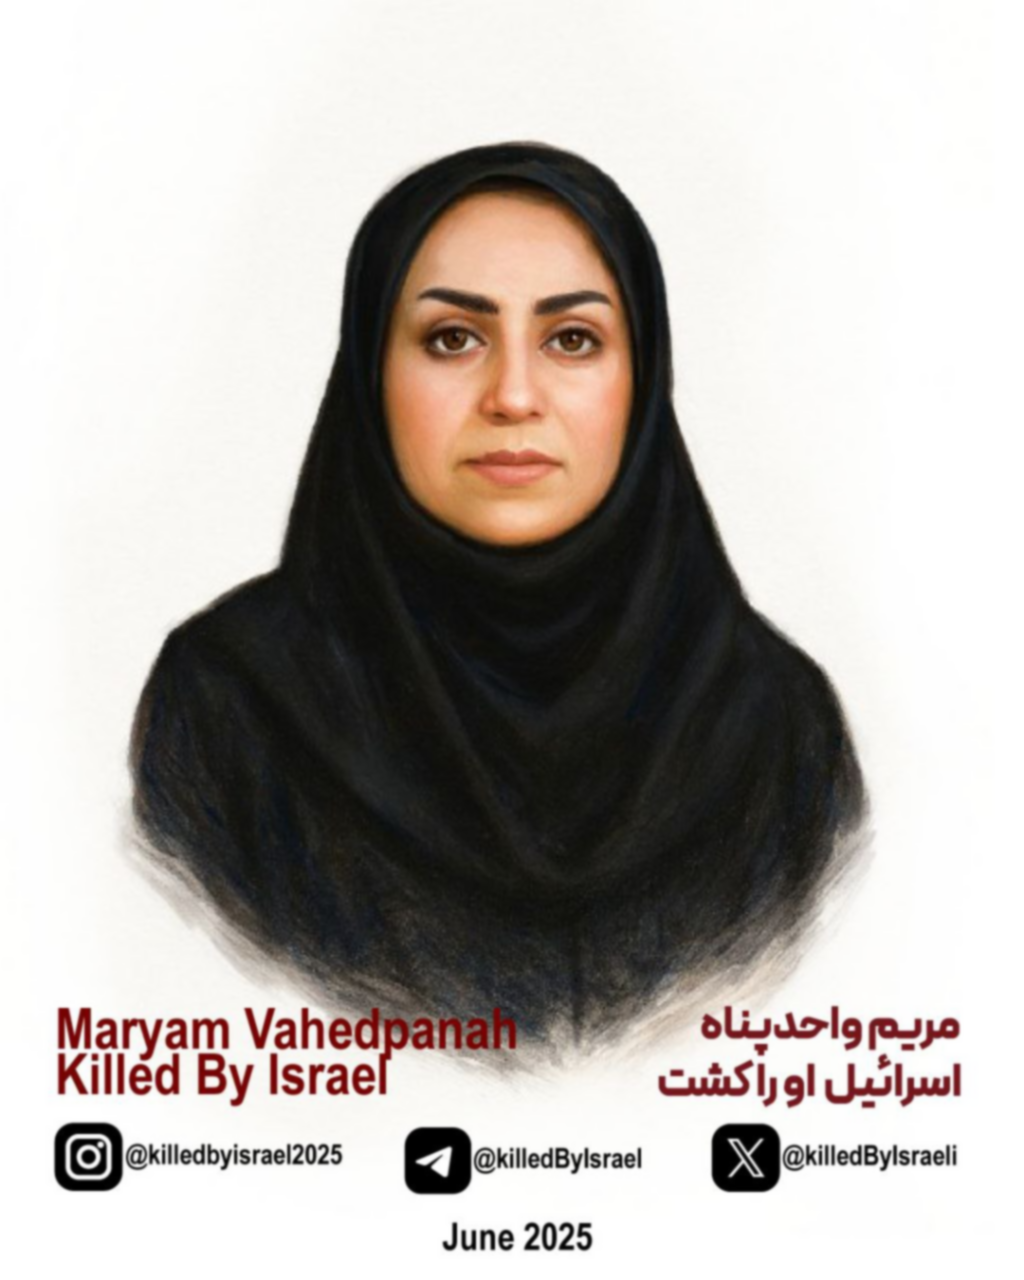 Maryam Vahedpanah
Killed By Israel
مریم واحدپناه
اسرائیل او را کشت
@killedbyisrael2025
@killedByIsrael
@killedByIsraeli
June 2025